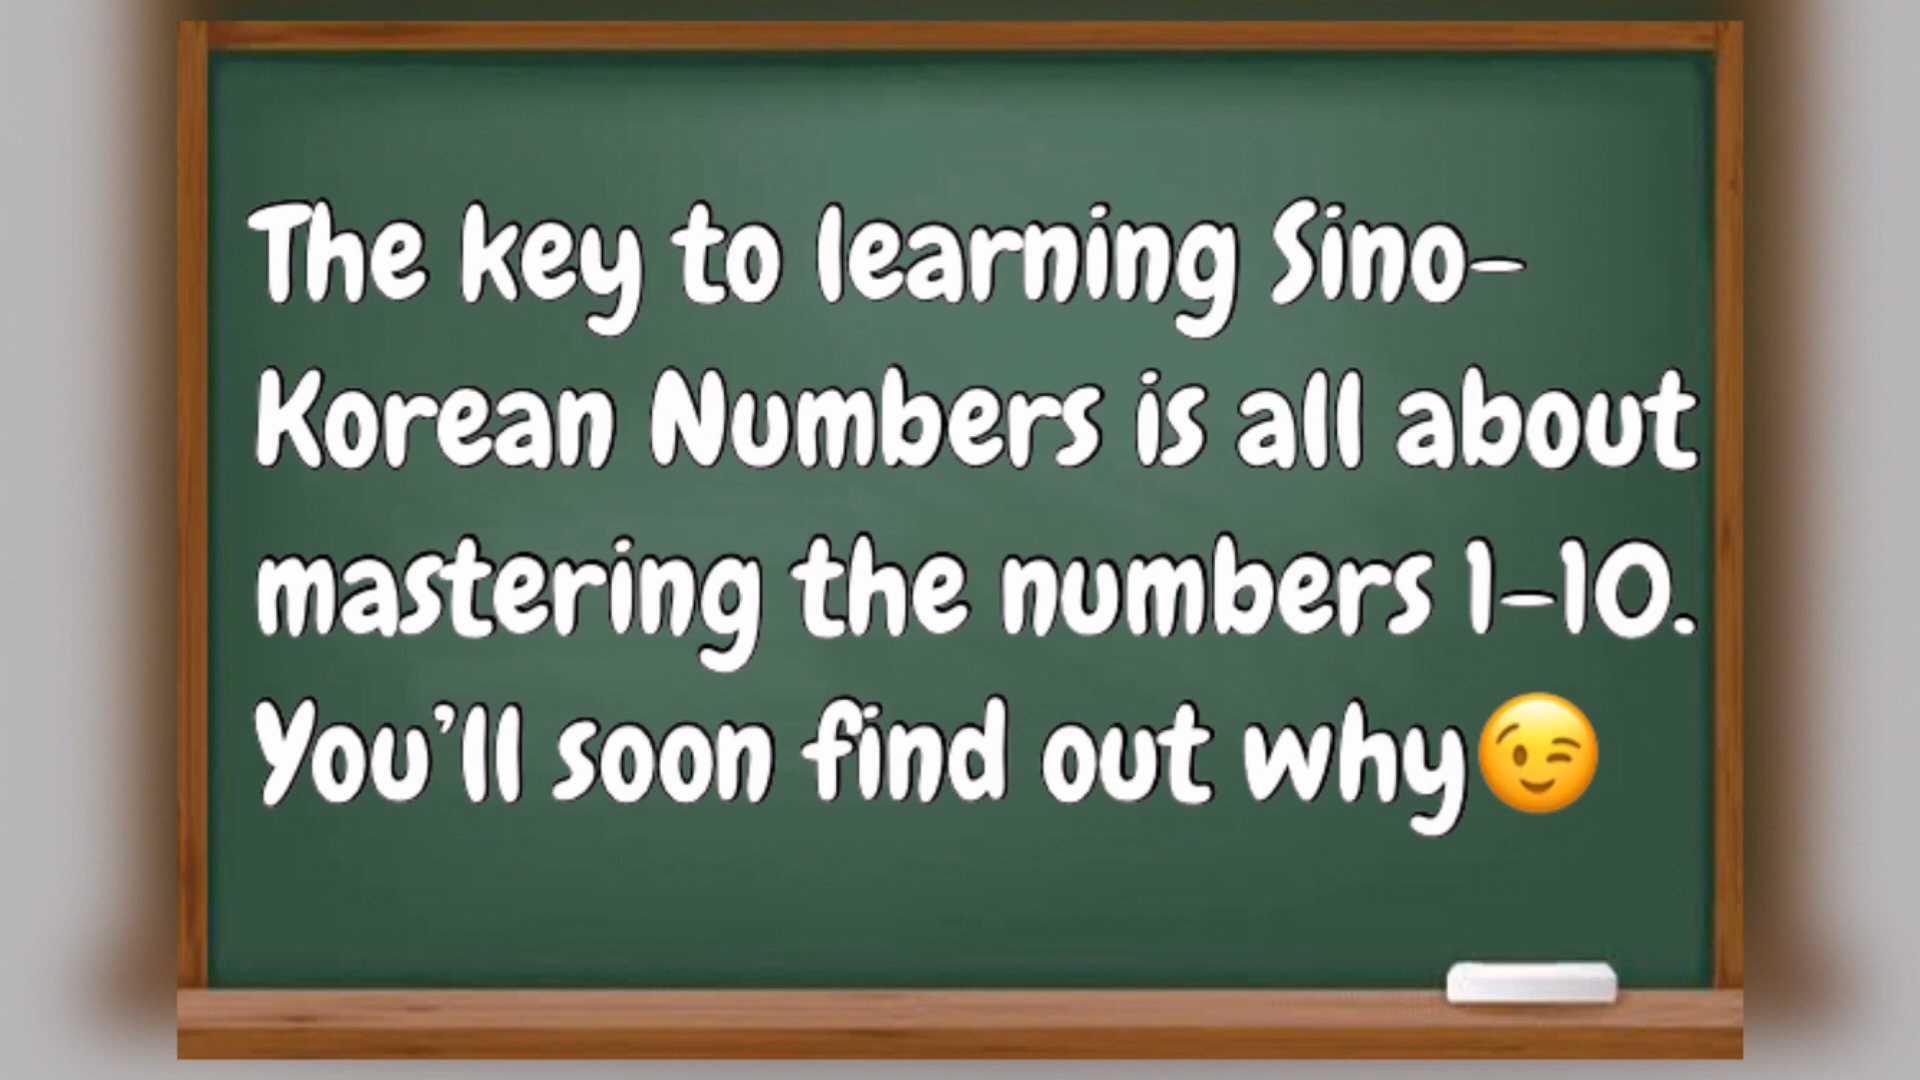 The key to learning Sino-
Korean Numbers is all about
mastering the numbers 1-10.
You'll soon find out why😉